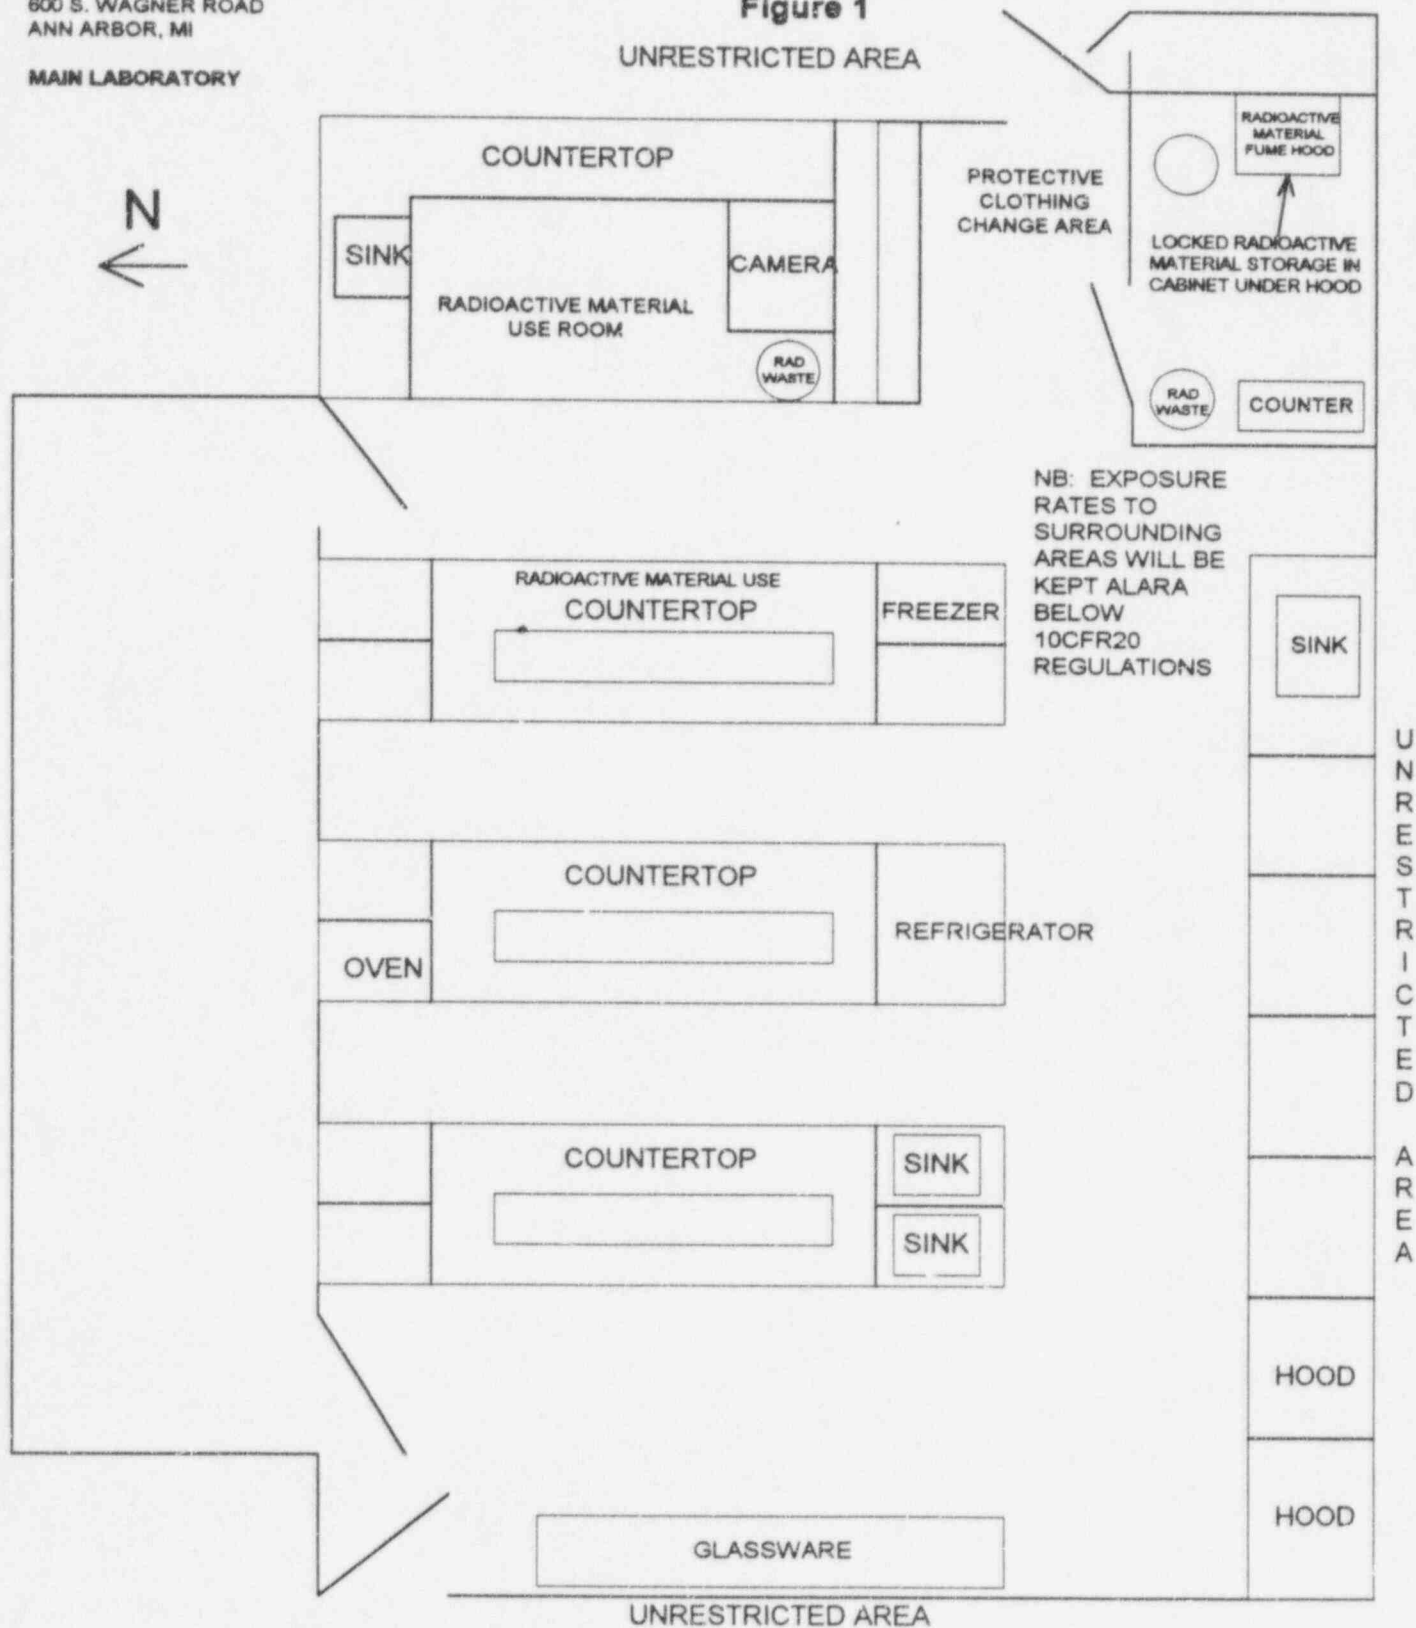 600 S. WAGNER ROAD
ANN ARBOR, MI
MAIN LABORATORY
Figure 1
UNRESTRICTED AREA
N
COUNTERTOP
SINK
CAMERA
RADIOACTIVE MATERIAL
USE ROOM
RAD
WASTE
PROTECTIVE
CLOTHING
CHANGE AREA
RADIOACTIVE
MATERIAL
FUME HOOD
LOCKED RADIOACTIVE
MATERIAL STORAGE IN
CABINET UNDER HOOD
RAD
WASTE
COUNTER
NB: EXPOSURE
RATES TO
SURROUNDING
AREAS WILL BE
KEPT ALARA
BELOW
10CFR20
REGULATIONS
RADIOACTIVE MATERIAL USE
COUNTERTOP
FREEZER
SINK
COUNTERTOP
REFRIGERATOR
OVEN
COUNTERTOP
SINK
SINK
UNRESTRICTED AREA
HOOD
HOOD
GLASSWARE
UNRESTRICTED AREA